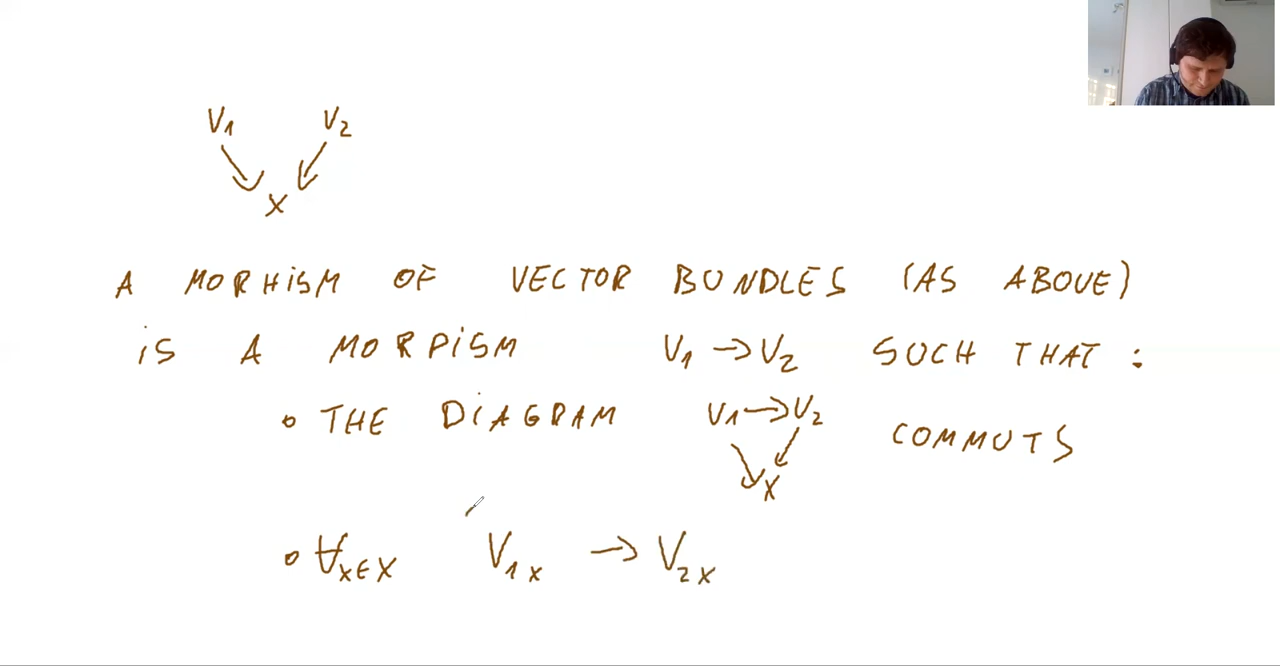 V1 V2
X
A MORHISM OF VECTOR BUNDLES (AS ABOVE)
iS A MORPISM V1 → V2 SUCH THAT :
• THE DIAGRAM V1 → V2 COMMUTS
X
• ∀x∈X V1x → V2x